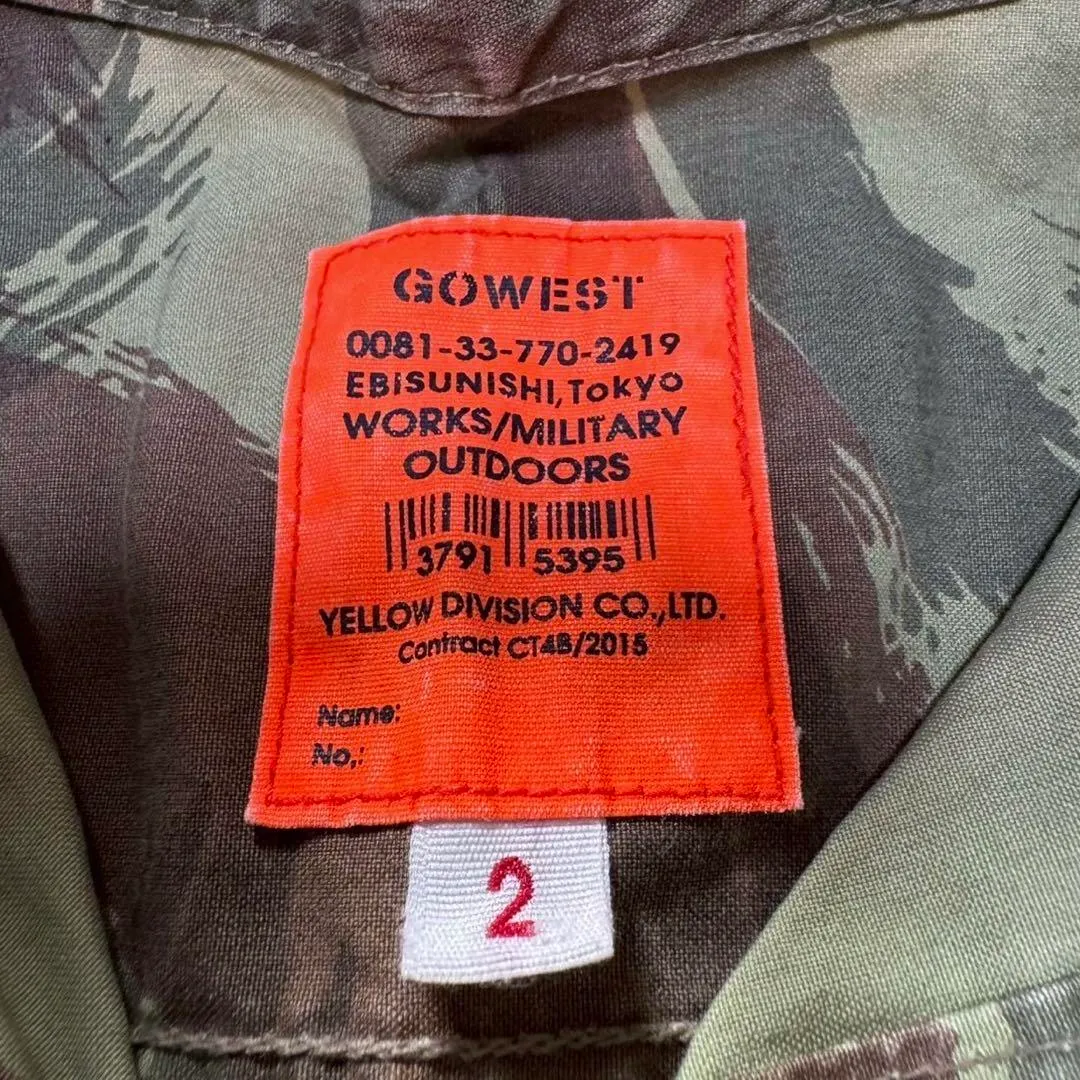 GOWEST
0081-33-770-2419
EBISUNISHI, TOKYO
WORKS/MILITARY
OUTDOORS
3791 5395
YELLOW DIVISION CO.,LTD.
Contract CT4B/2015
Name:
No,:
2